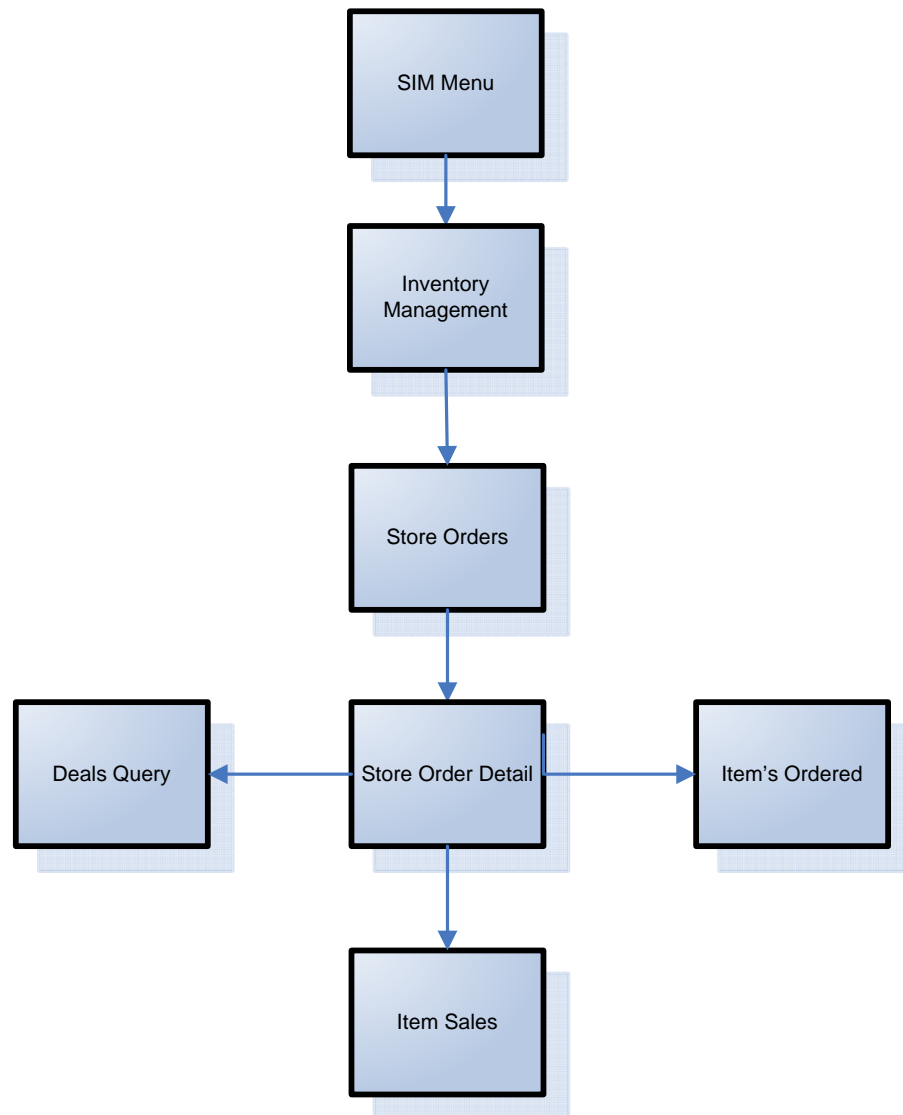 SIM Menu
Inventory
Management
Store Orders
Deals Query
Store Order Detail
Item’s Ordered
Item Sales